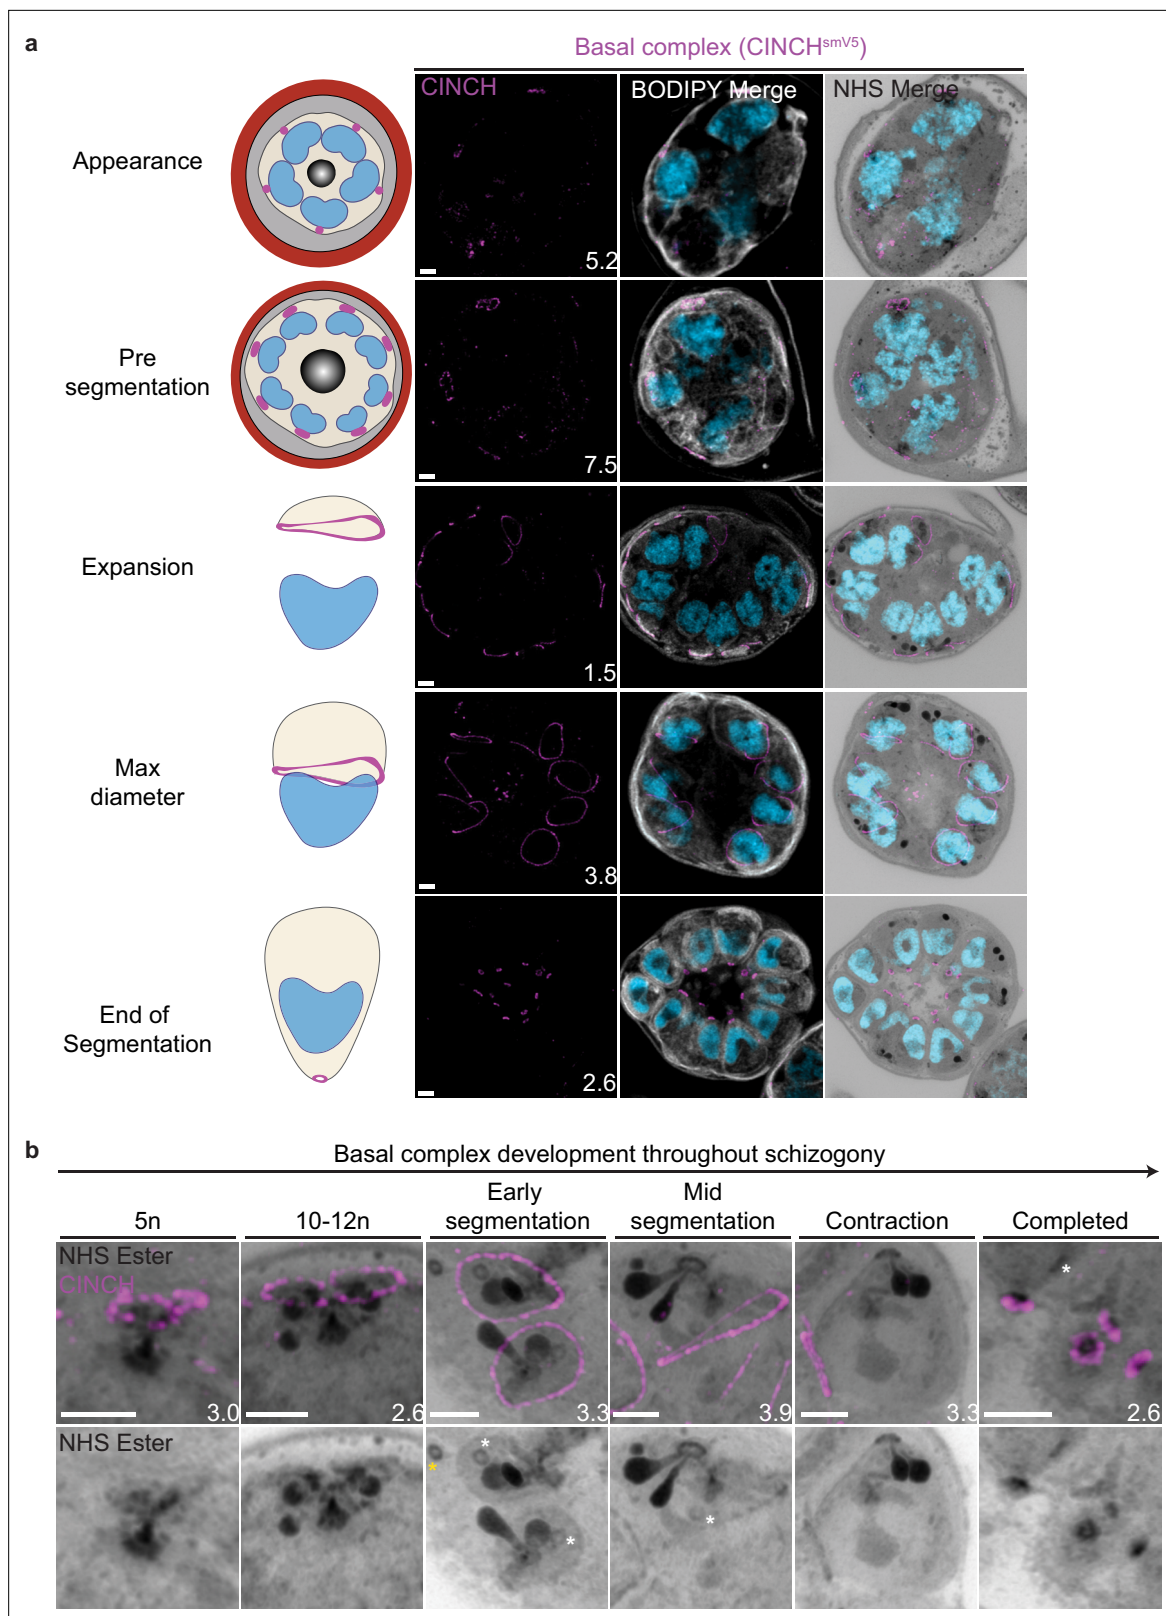 a
Basal complex (CINCHsmV5)
CINCH
BODIPY Merge
NHS Merge
Appearance
5.2
Pre
segmentation
7.5
Expansion
1.5
Max
diameter
3.8
End of
Segmentation
2.6
b
Basal complex development throughout schizogony
5n
10-12n
Early
segmentation
Mid
segmentation
Contraction
Completed
NHS Ester
CINCH
*
3.0
2.6
3.3
3.9
3.3
2.6
NHS Ester
*
*
*
*